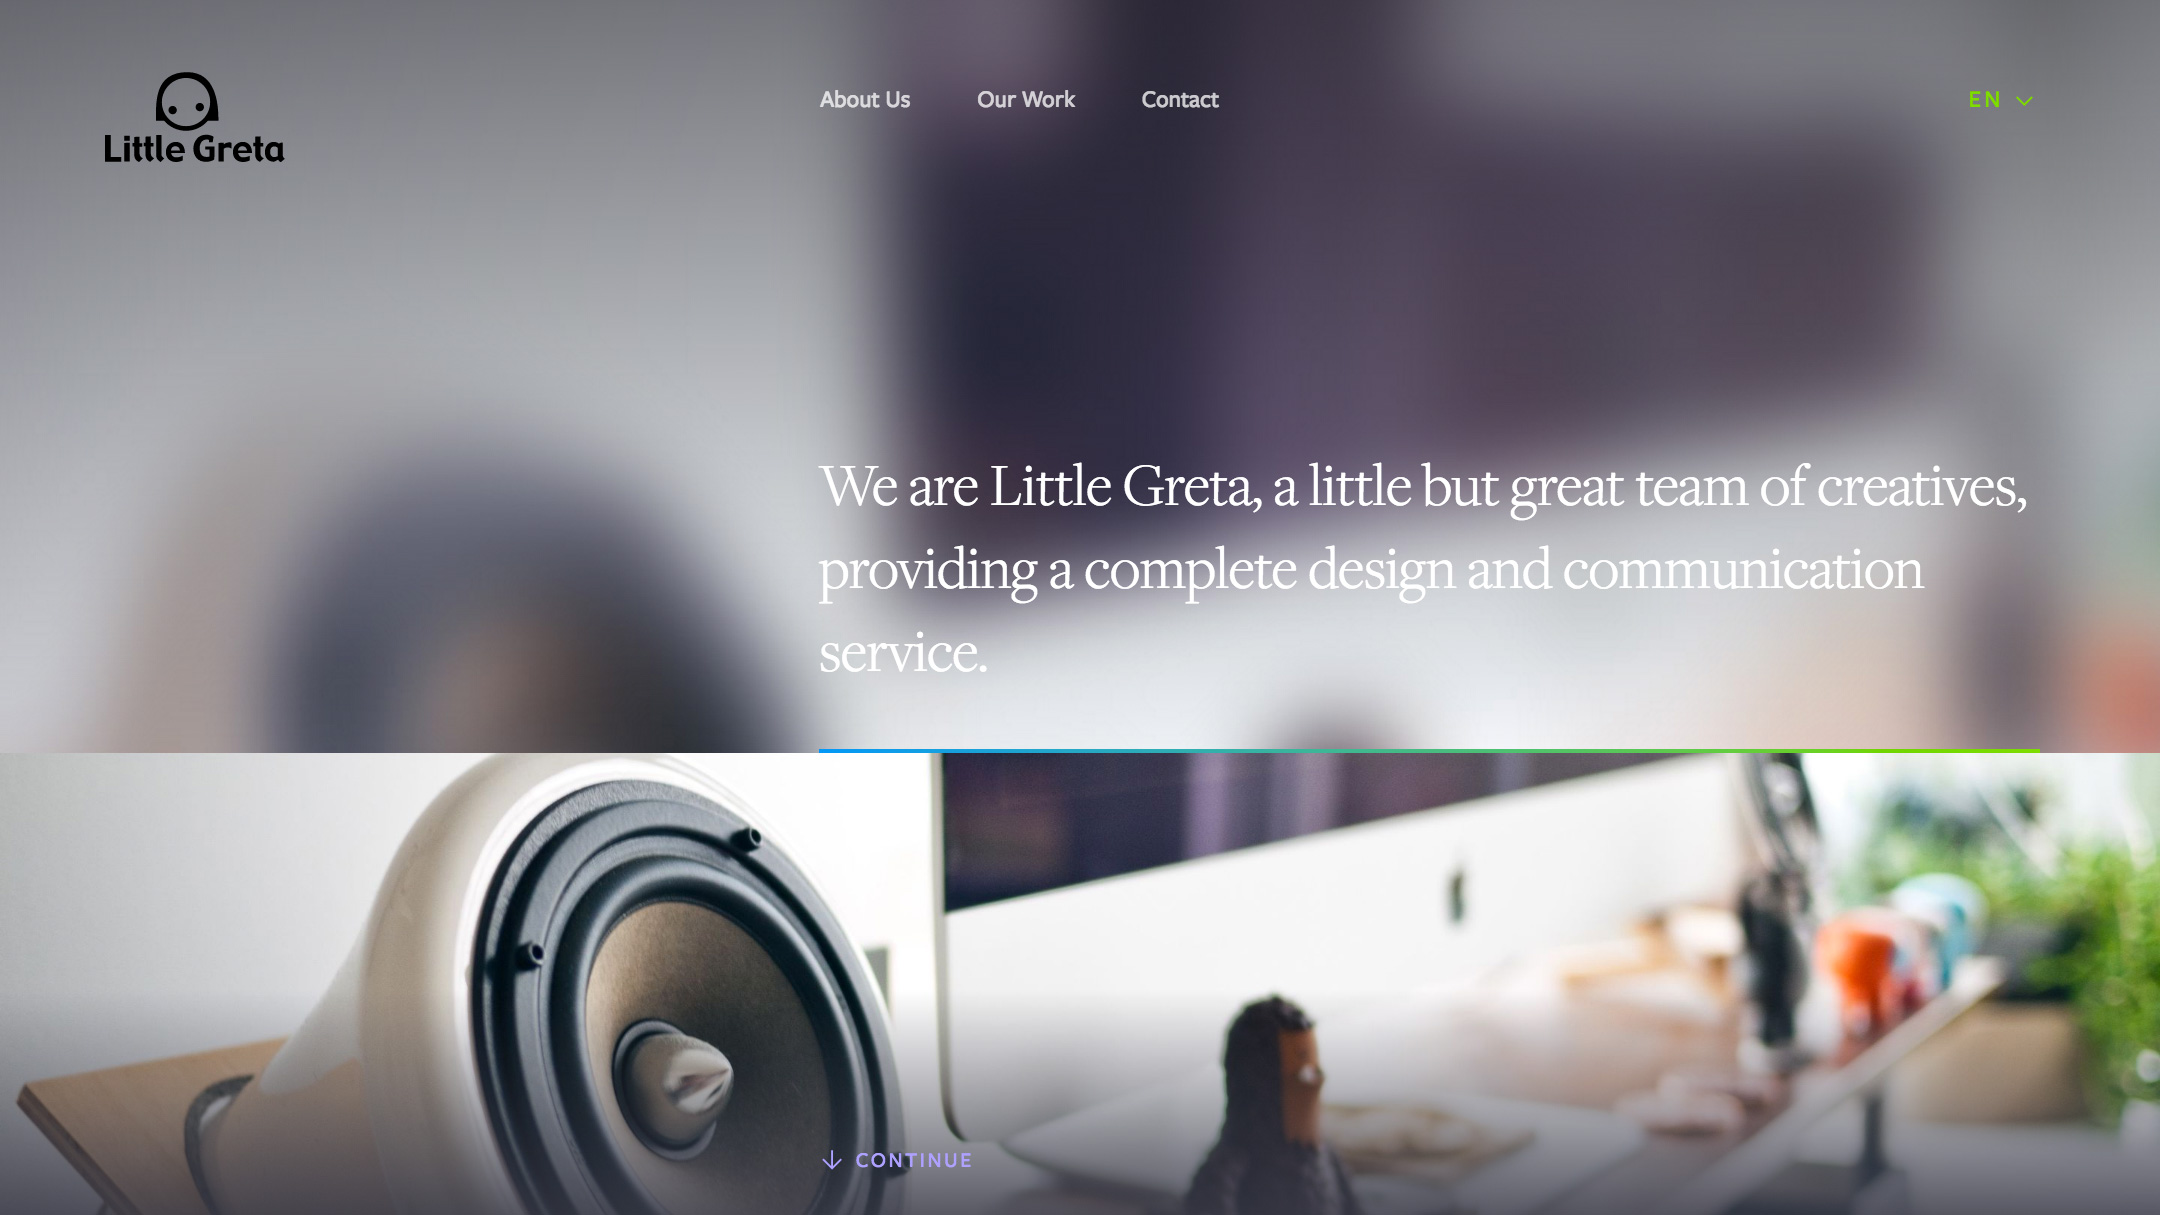 Little Greta
About Us
Our Work
Contact
EN
We are Little Greta, a little but great team of creatives,
providing a complete design and communication
service.
CONTINUE